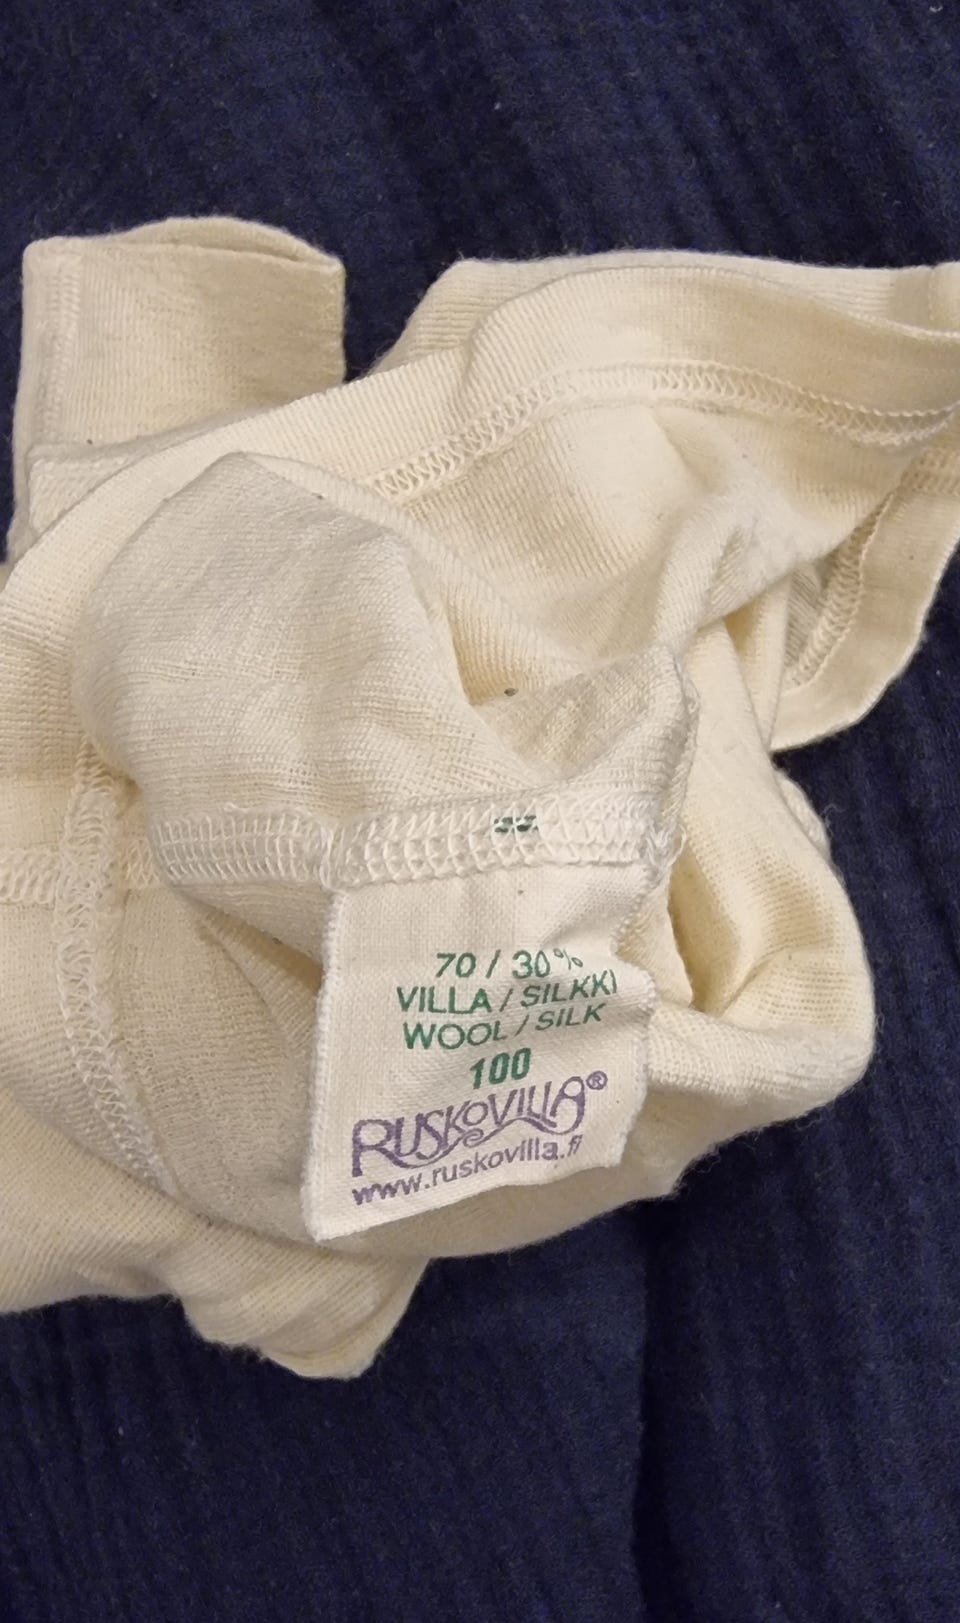 70 / 30%
VILLA / SILKKI
WOOL / SILK
100
RUSKOVILLA®
www.ruskovilla.fi